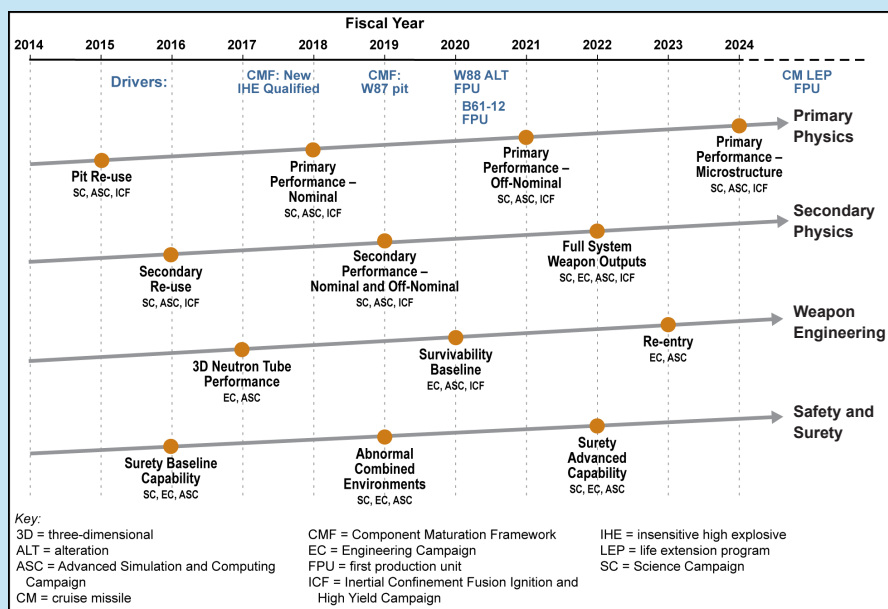 Fiscal Year
2014 2015 2016 2017 2018 2019 2020 2021 2022 2023 2024
Drivers:
CMF: New
IHE Qualified
CMF:
W87 pit
W88 ALT
FPU
B61-12
FPU
CM LEP
FPU
Primary
Physics
Pit Re-use
SC, ASC, ICF
Primary
Performance –
Nominal
SC, ASC, ICF
Primary
Performance –
Off-Nominal
SC, ASC, ICF
Primary
Performance –
Microstructure
SC, ASC, ICF
Secondary
Physics
Secondary
Re-use
SC, ASC, ICF
Secondary
Performance –
Nominal and Off-Nominal
SC, ASC, ICF
Full System
Weapon Outputs
SC, EC, ASC, ICF
Weapon
Engineering
3D Neutron Tube
Performance
EC, ASC
Survivability
Baseline
EC, ASC, ICF
Re-entry
EC, ASC
Safety and
Surety
Surety Baseline
Capability
SC, EC, ASC
Abnormal
Combined
Environments
SC, EC, ASC
Surety
Advanced
Capability
SC, EC, ASC
Key:
3D = three-dimensional
ALT = alteration
ASC = Advanced Simulation and Computing
Campaign
CM = cruise missile
CMF = Component Maturation Framework
EC = Engineering Campaign
FPU = first production unit
ICF = Inertial Confinement Fusion Ignition and
High Yield Campaign
IHE = insensitive high explosive
LEP = life extension program
SC = Science Campaign